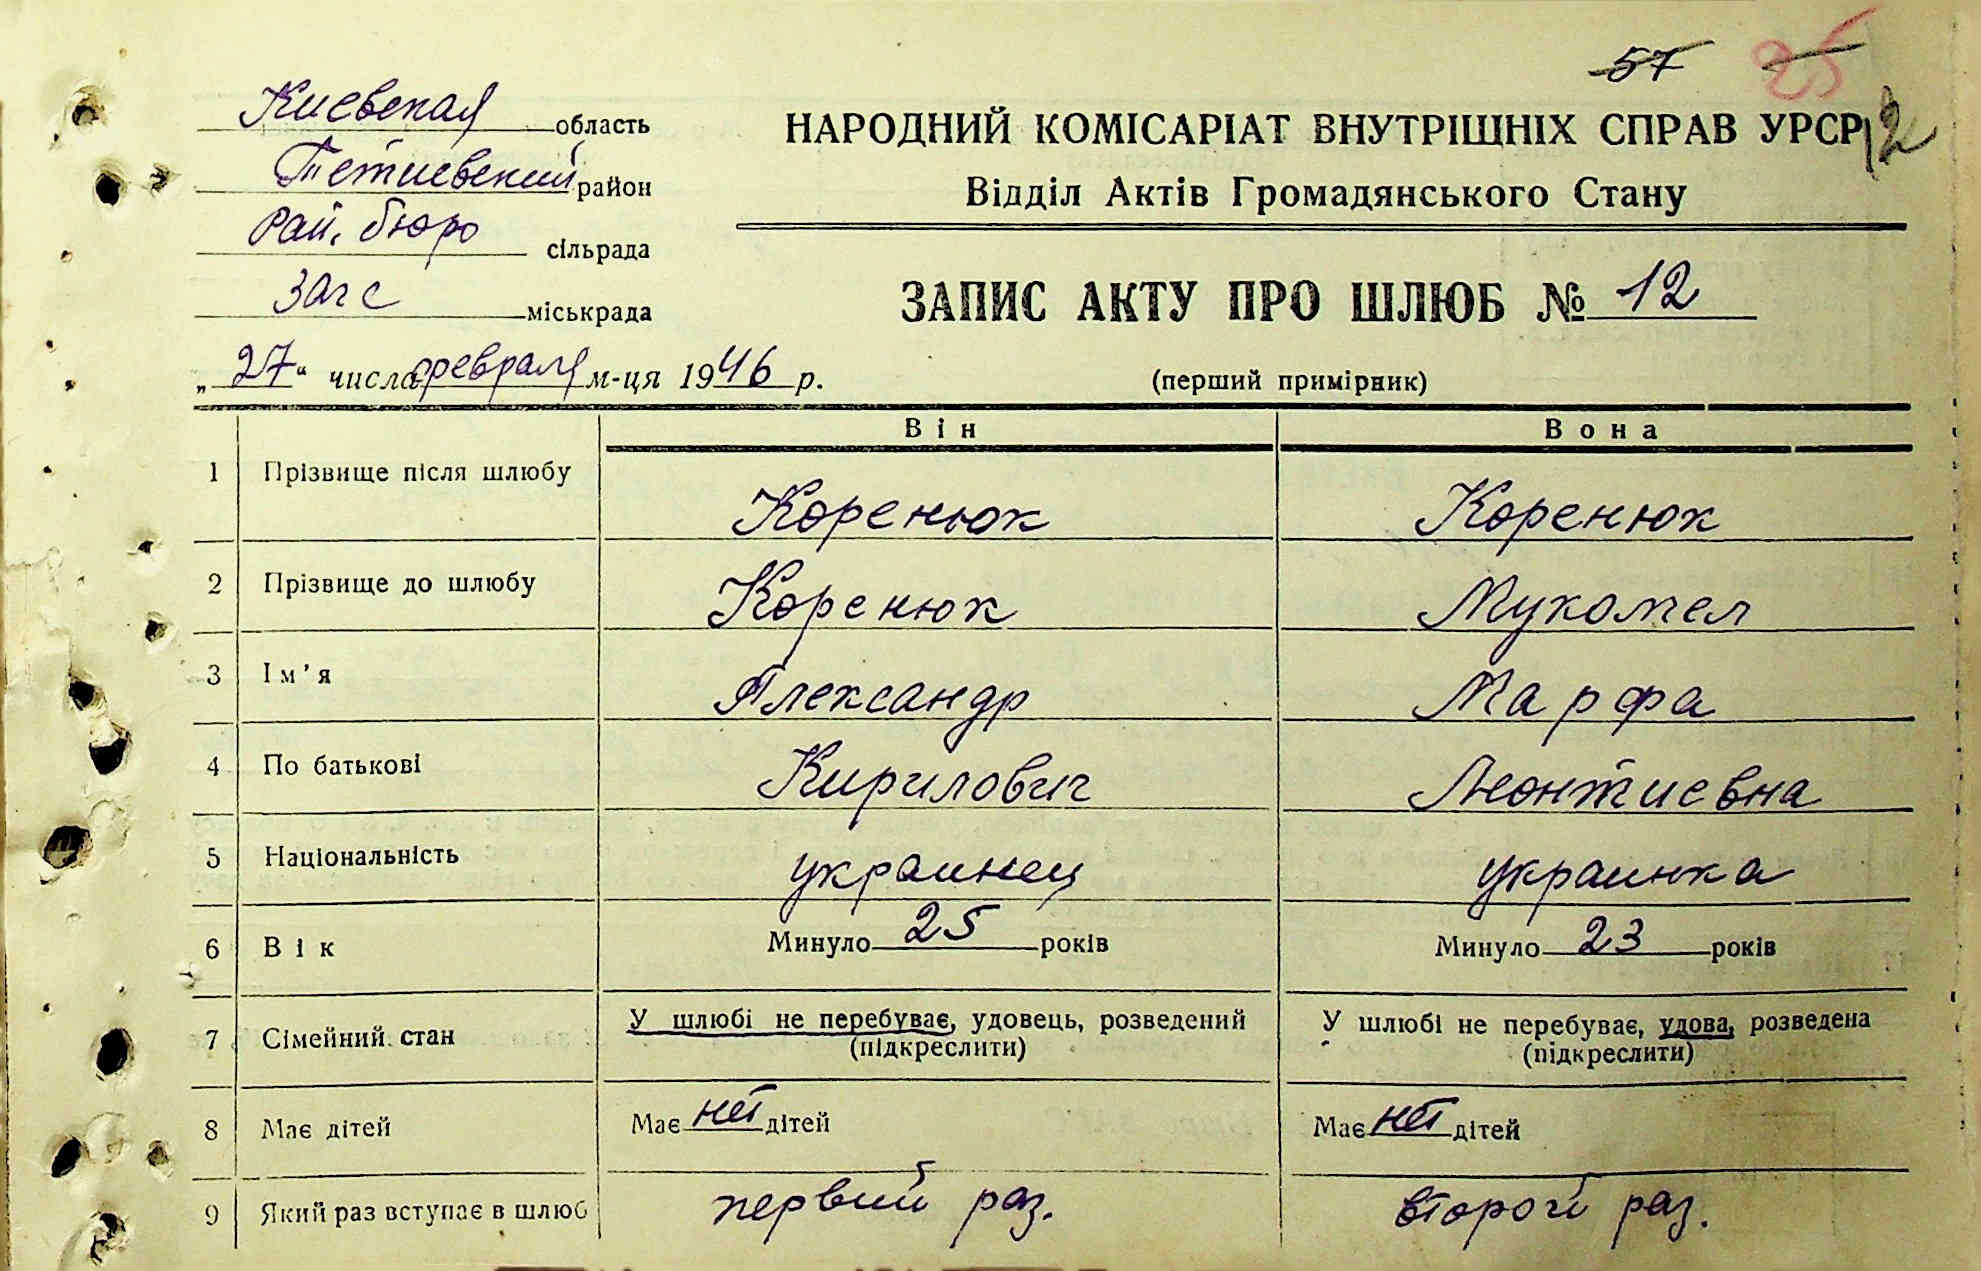 57 25
12
Киевская область
Тетиевский район
Рай. бюро сільрада
Загс міськрада
„27“ числа февраля м-ця 1946 р.
НАРОДНИЙ КОМІСАРІАТ ВНУТРІШНІХ СПРАВ УРСР
Відділ Актів Громадянського Стану
ЗАПИС АКТУ ПРО ШЛЮБ № 12
(перший примірник)
Він Вона
1 Прізвище після шлюбу Коренюк Коренюк
2 Прізвище до шлюбу Коренюк Мукомел
3 Ім’я Александр Марфа
4 По батькові Кирилович Леонтиевна
5 Національність украинец украинка
6 Вік Минуло 25 років Минуло 23 років
7 Сімейний стан У шлюбі не перебуває, удовець, розведений У шлюбі не перебуває, удова, розведена
(підкреслити) (підкреслити)
8 Має дітей Має нет дітей Має нет дітей
9 Який раз вступає в шлюб первий раз. второй раз.